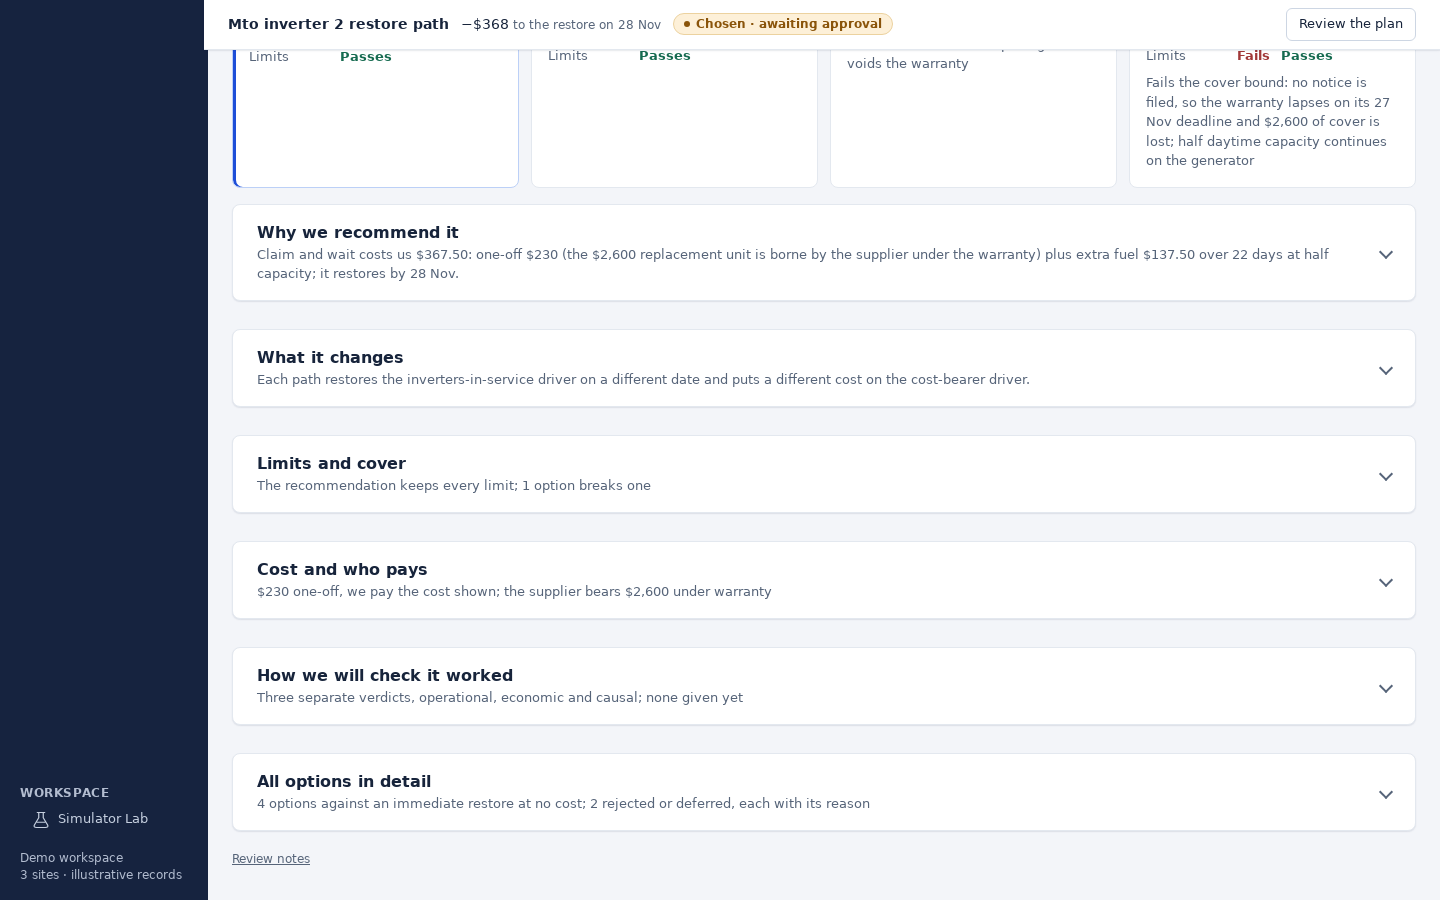 Mto inverter 2 restore path −$368 to the restore on 28 Nov Chosen · awaiting approval Review the plan
Limits Passes
Limits Passes
voids the warranty
Limits Fails Passes
Fails the cover bound: no notice is
filed, so the warranty lapses on its 27
Nov deadline and $2,600 of cover is
lost; half daytime capacity continues
on the generator
Why we recommend it
Claim and wait costs us $367.50: one-off $230 (the $2,600 replacement unit is borne by the supplier under the warranty) plus extra fuel $137.50 over 22 days at half
capacity; it restores by 28 Nov.
What it changes
Each path restores the inverters-in-service driver on a different date and puts a different cost on the cost-bearer driver.
Limits and cover
The recommendation keeps every limit; 1 option breaks one
Cost and who pays
$230 one-off, we pay the cost shown; the supplier bears $2,600 under warranty
How we will check it worked
Three separate verdicts, operational, economic and causal; none given yet
All options in detail
4 options against an immediate restore at no cost; 2 rejected or deferred, each with its reason
Review notes
WORKSPACE
Simulator Lab
Demo workspace
3 sites · illustrative records